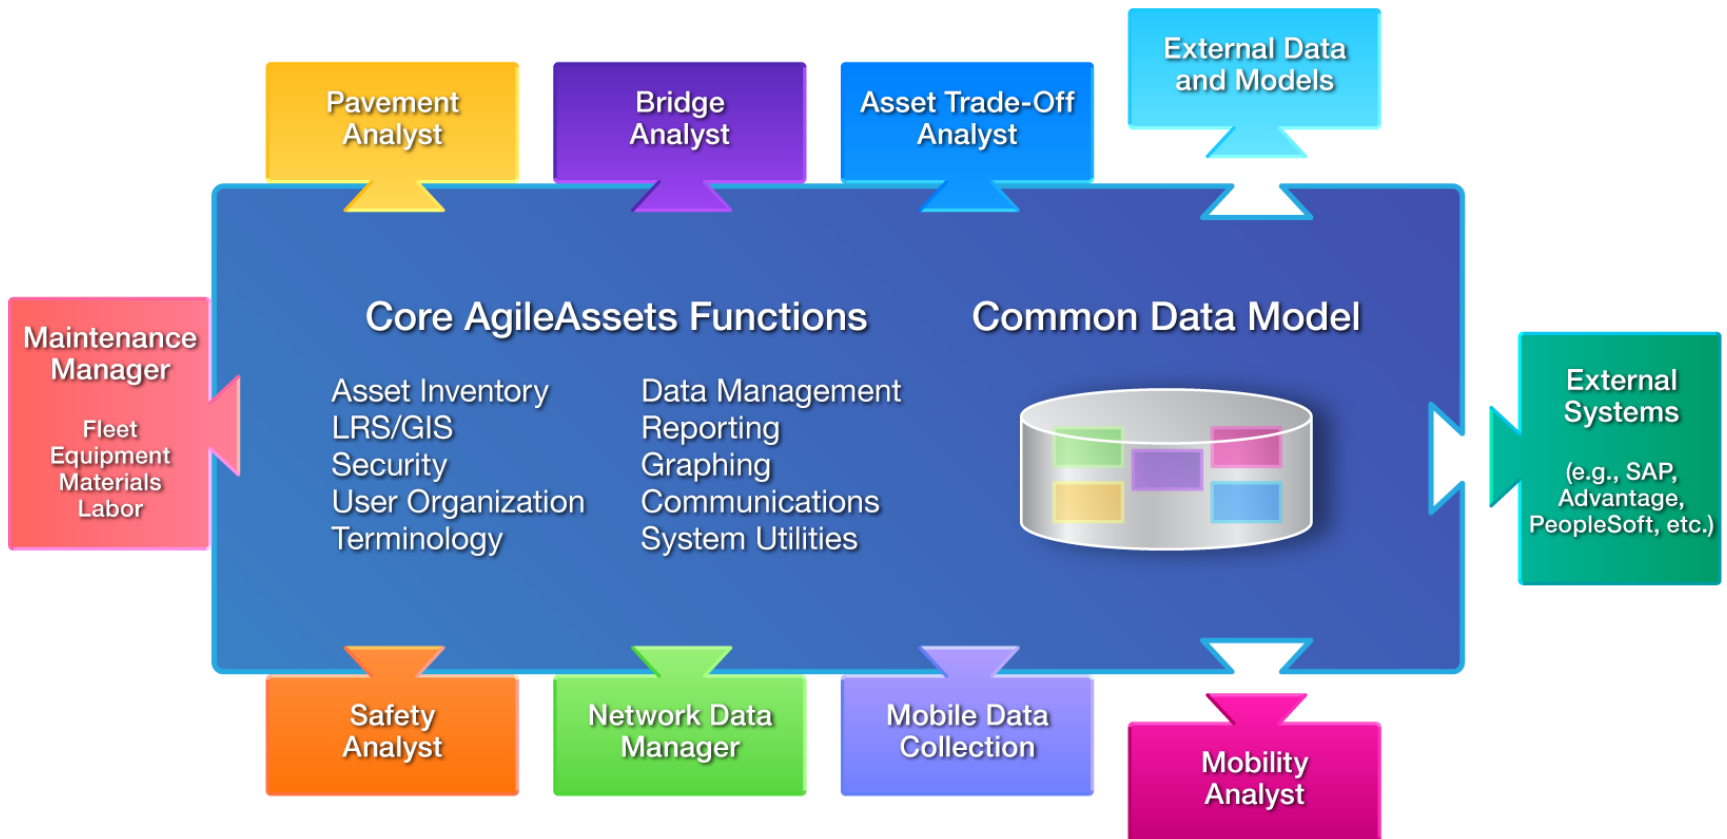 Pavement
Analyst
Bridge
Analyst
Asset Trade-Off
Analyst
External Data
and Models
Maintenance
Manager
Fleet
Equipment
Materials
Labor
Core AgileAssets Functions
Asset Inventory
LRS/GIS
Security
User Organization
Terminology
Data Management
Reporting
Graphing
Communications
System Utilities
Common Data Model
External
Systems
(e.g., SAP,
Advantage,
PeopleSoft, etc.)
Safety
Analyst
Network Data
Manager
Mobile Data
Collection
Mobility
Analyst